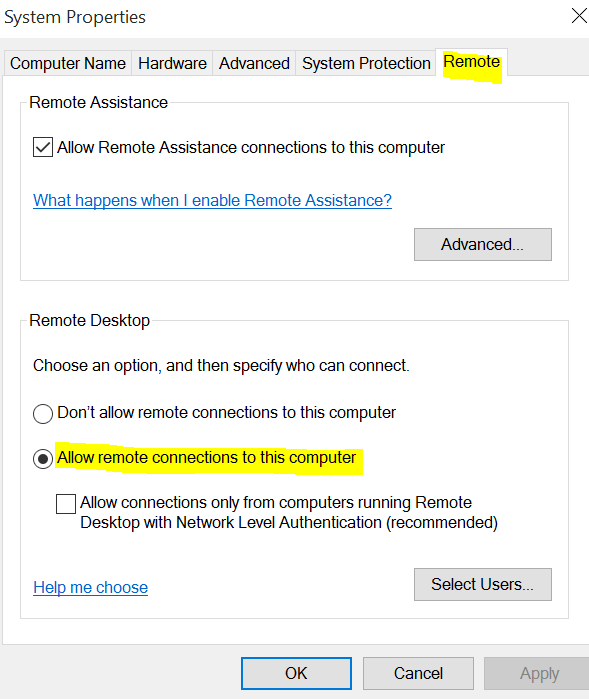 System Properties
Computer Name Hardware Advanced System Protection Remote
Remote Assistance
Allow Remote Assistance connections to this computer
What happens when I enable Remote Assistance?
Advanced...
Remote Desktop
Choose an option, and then specify who can connect.
Don't allow remote connections to this computer
Allow remote connections to this computer
Allow connections only from computers running Remote
Desktop with Network Level Authentication (recommended)
Help me choose
Select Users...
OK Cancel Apply